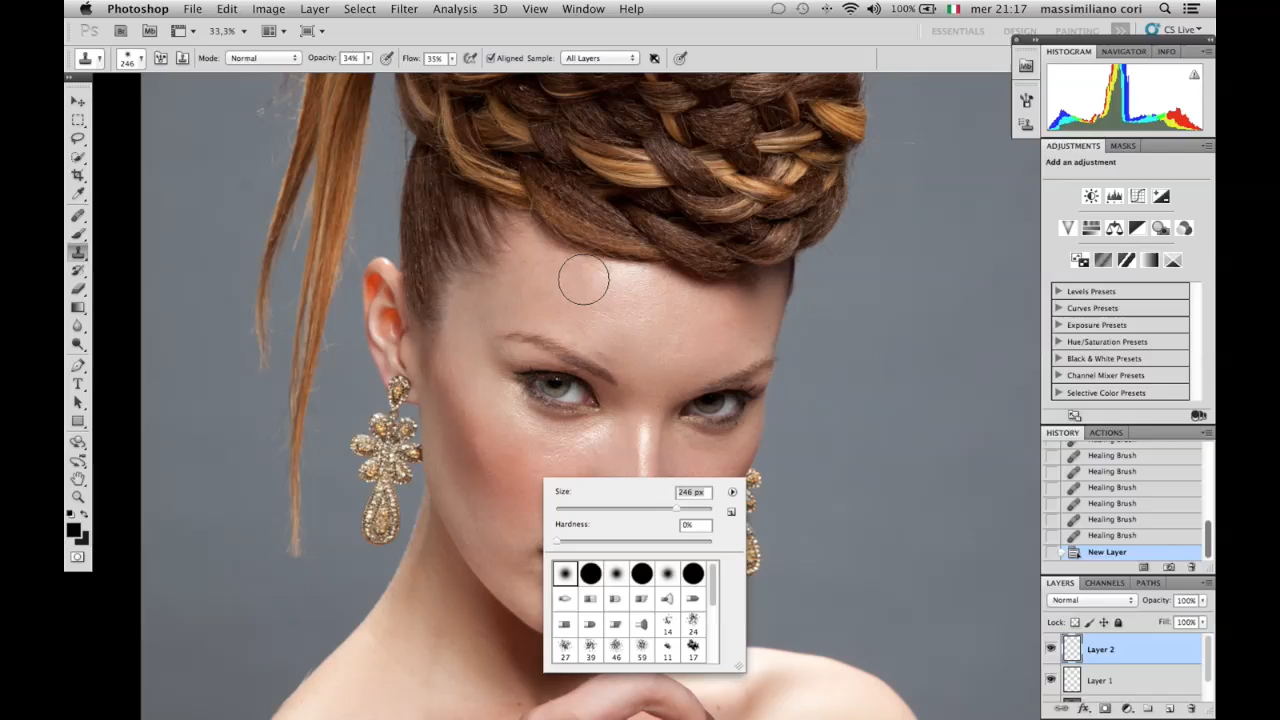 Photoshop File Edit Image Layer Select Filter Analysis 3D View Window Help 100% mer 21:17 massimiliano cori
Ps Br Mb 33,3% ESSENTIALS DESIGN PAINTING CS Live
246 Mode: Normal Opacity: 34% Flow: 35% Aligned Sample: All Layers
HISTOGRAM NAVIGATOR INFO
Mb
ADJUSTMENTS MASKS
Add an adjustment
Levels Presets
Curves Presets
Exposure Presets
Hue/Saturation Presets
Black & White Presets
Channel Mixer Presets
Selective Color Presets
HISTORY ACTIONS
Healing Brush
Healing Brush
Healing Brush
Healing Brush
Healing Brush
Healing Brush
New Layer
LAYERS CHANNELS PATHS
Normal Opacity: 100%
Lock: Fill: 100%
Layer 2
Layer 1
Size: 246 px
Hardness: 0%
14 24
27 39 46 59 11 17